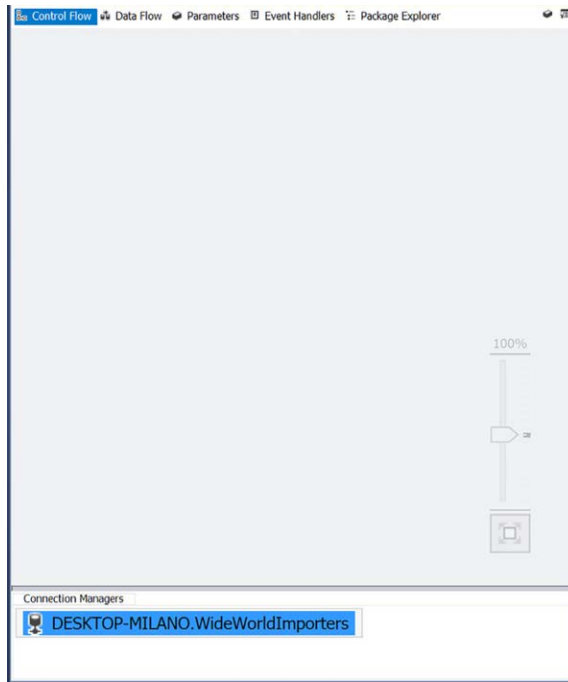 Control Flow Data Flow Parameters Event Handlers Package Explorer
100%
Connection Managers
DESKTOP-MILANO.WideWorldImporters